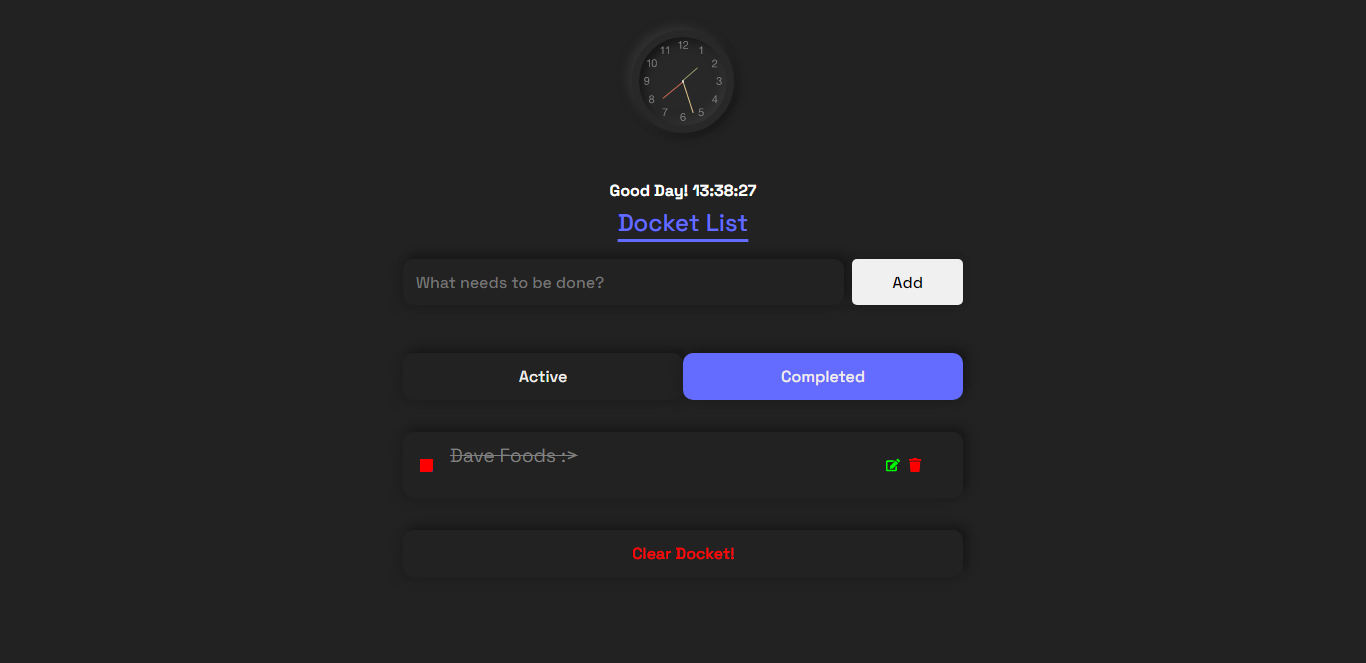 12
11 1
10 2
9 3
8 4
7 5
6
Good Day! 13:38:27
Docket List
What needs to be done? Add
Active Completed
Dave Foods :>
Clear Docket!